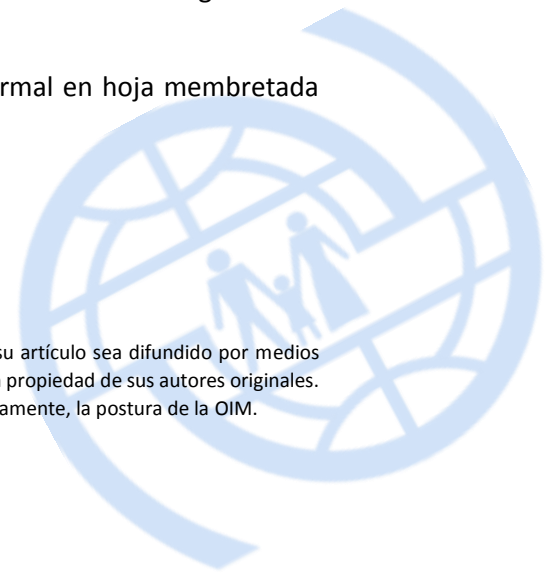 rmal en hoja membretada
su artículo sea difundido por medios
propiedad de sus autores originales.
amente, la postura de la OIM.